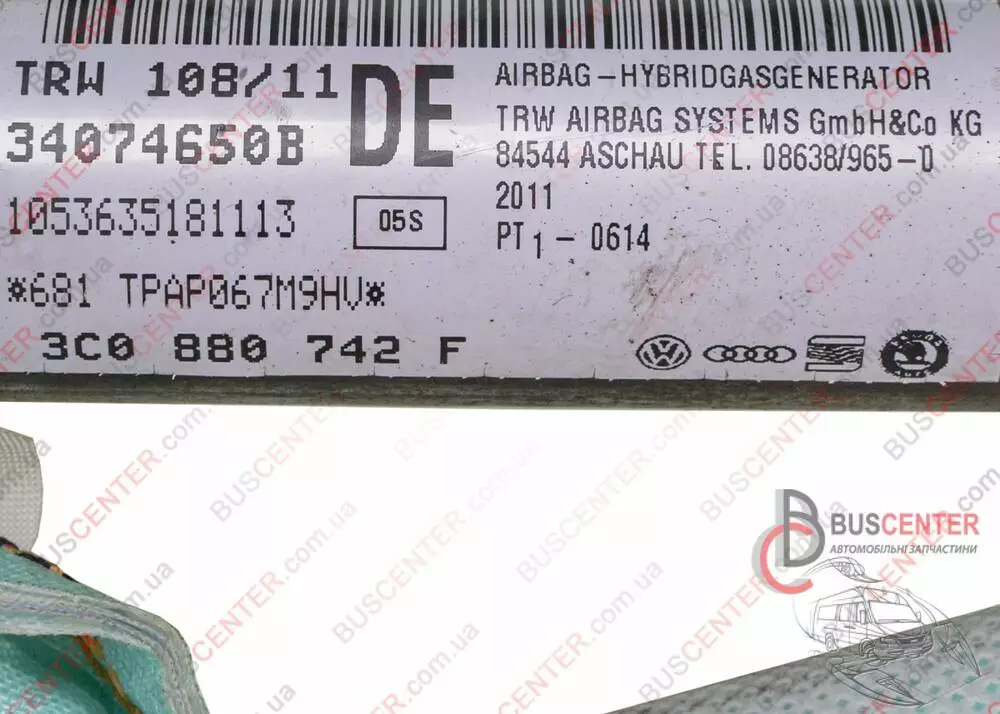 TRW 108/11
34074650B
DE
1053635181113
05S
*681 TPAP067M9HV*
3C0 880 742 F
AIRBAG-HYBRIDGASGENERATOR
TRW AIRBAG SYSTEMS GmbH&Co KG
84544 ASCHAU TEL. 08638/965-0
2011
PT1 - 0614
BUSCENTER
АВТОМОБІЛЬНІ ЗАПЧАСТИНИ
BUSCENTER.com.ua